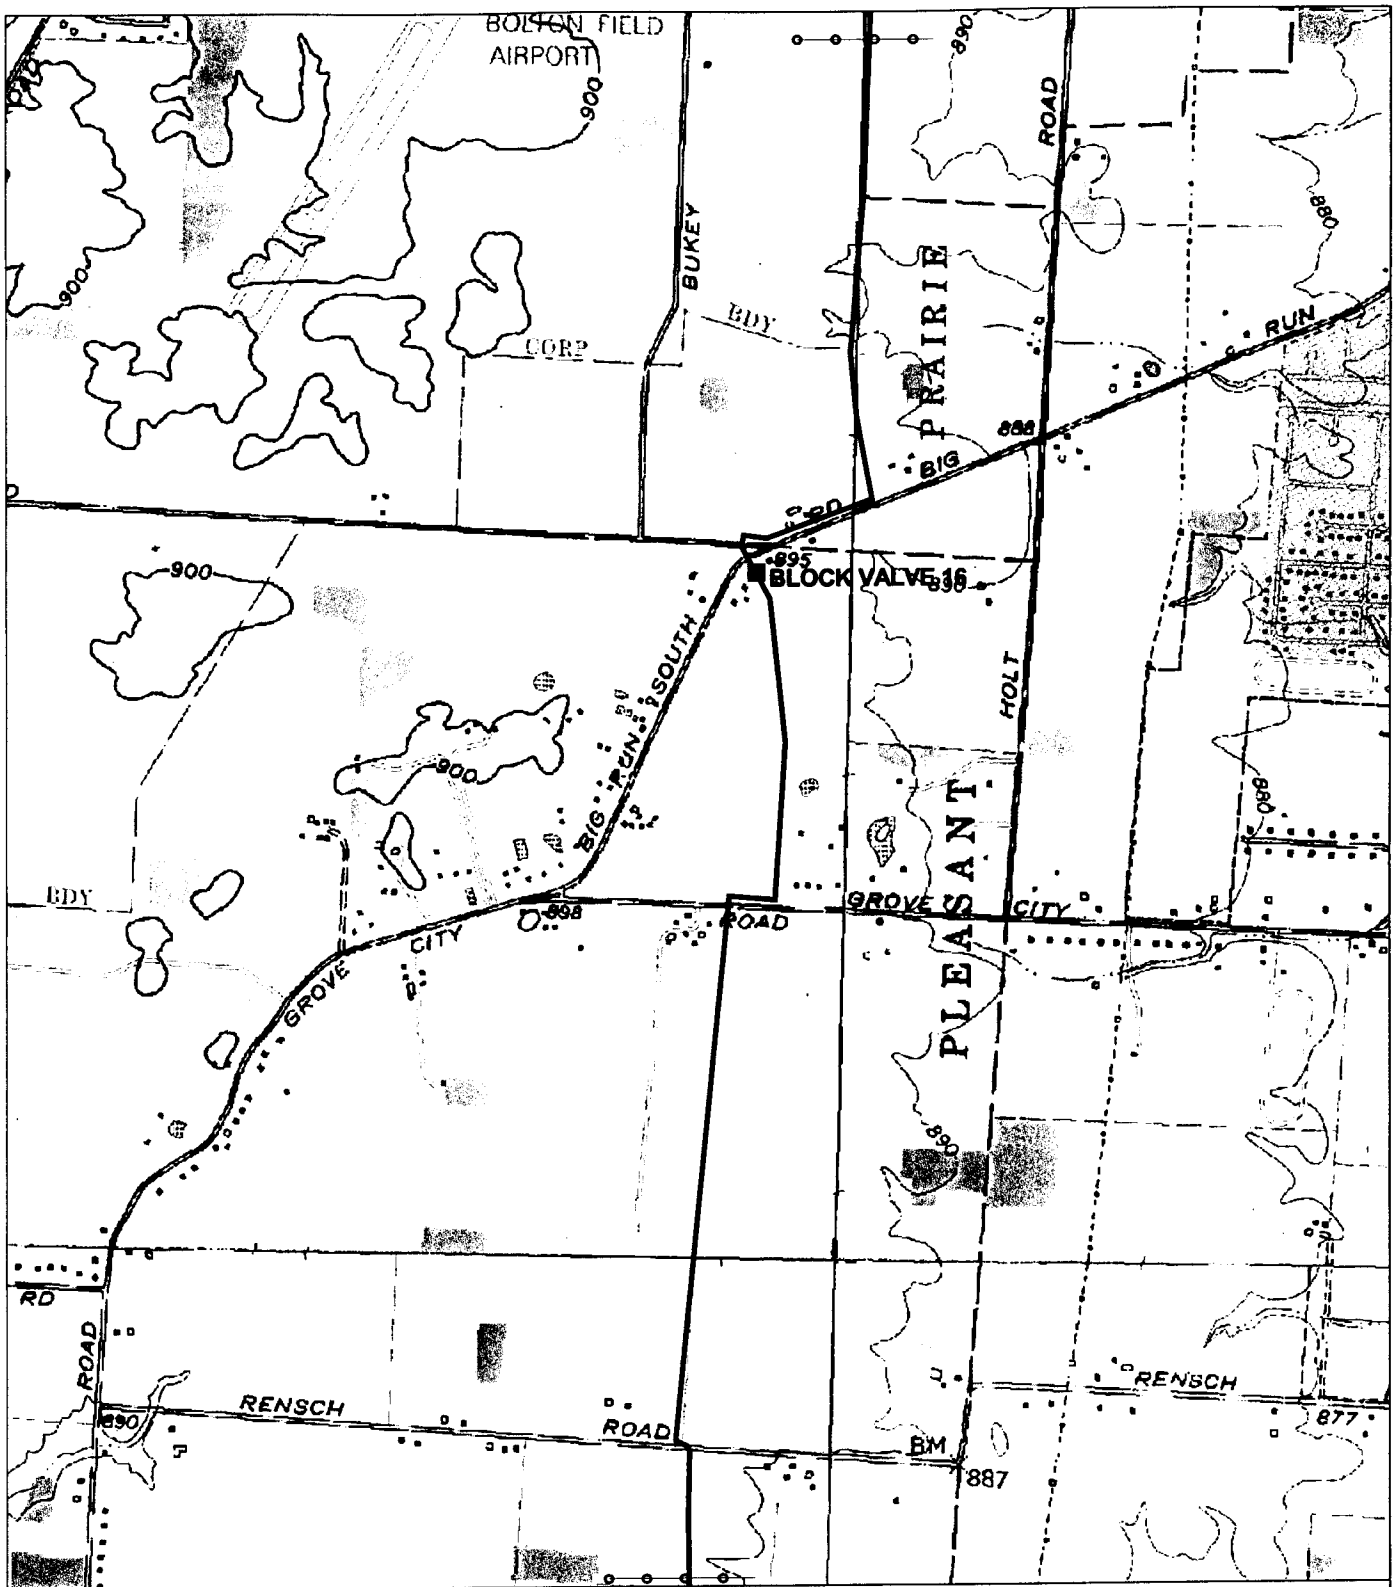 BOLTON FIELD
AIRPORT
890
900
ROAD
880
BUKEY
PRAIRIE
900
BDY
RUN
CORP
888
BIG
RD
895
BLOCK VALVE 16
890
900
SOUTH
HOLT
RUN
900
880
PLEASANT
BIG
BDY
898
ROAD
GROVE
CITY
CITY
GROVE
890
RD
ROAD
RENSCH
RENSCH
890
ROAD
877
BM
887